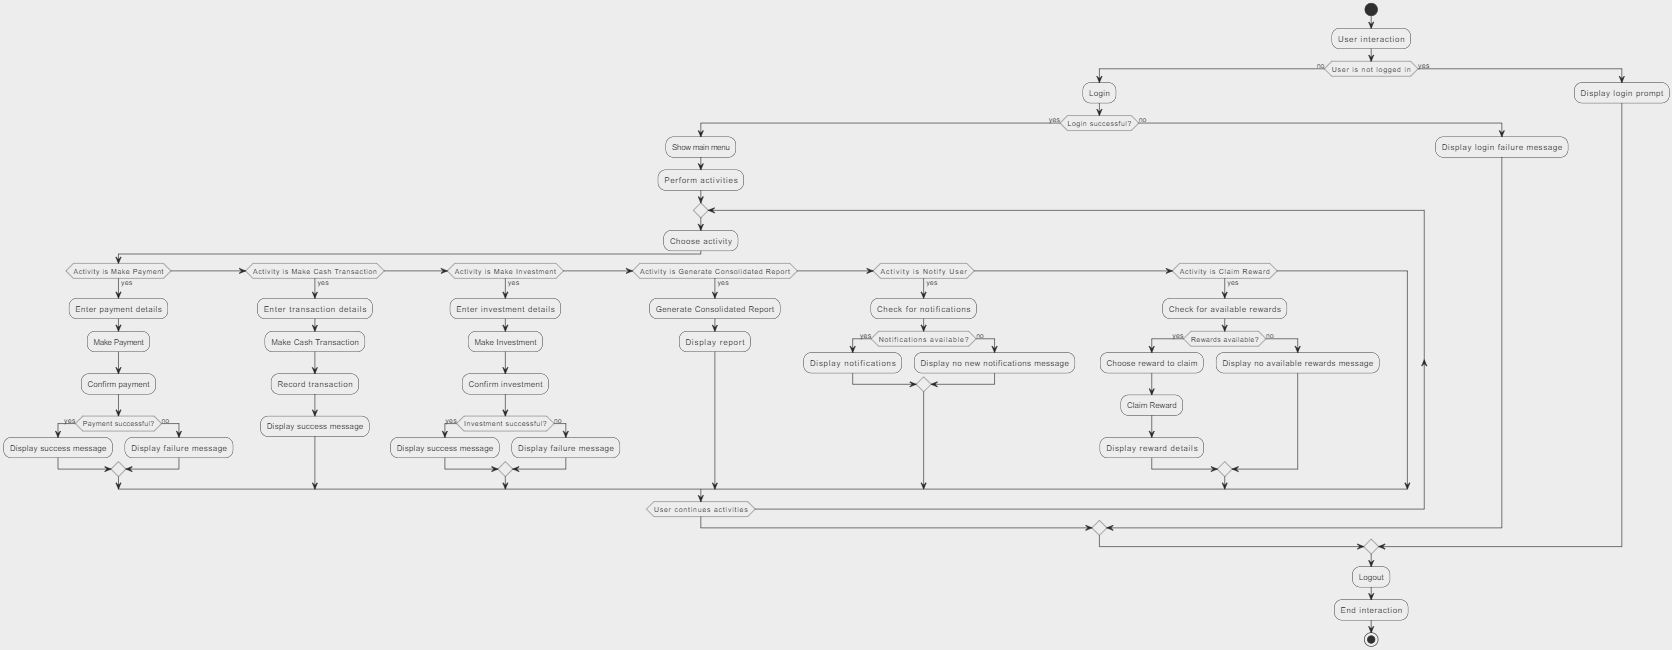 User interaction
no
User is not logged in
yes
Login
Display login prompt
yes
Login successful?
no
Show main menu
Display login failure message
Perform activities
Choose activity
Activity is Make Payment
Activity is Make Cash Transaction
Activity is Make Investment
Activity is Generate Consolidated Report
Activity is Notify User
Activity is Claim Reward
yes
yes
yes
yes
yes
yes
Enter payment details
Enter transaction details
Enter investment details
Generate Consolidated Report
Check for notifications
Check for available rewards
Make Payment
Make Cash Transaction
Make Investment
Display report
yes
Notifications available?
no
yes
Rewards available?
no
Display notifications
Display no new notifications message
Choose reward to claim
Display no available rewards message
Confirm payment
Record transaction
Confirm investment
Claim Reward
yes
Payment successful?
no
Display success message
yes
Investment successful?
no
Display success message
Display failure message
Display success message
Display failure message
Display reward details
User continues activities
Logout
End interaction